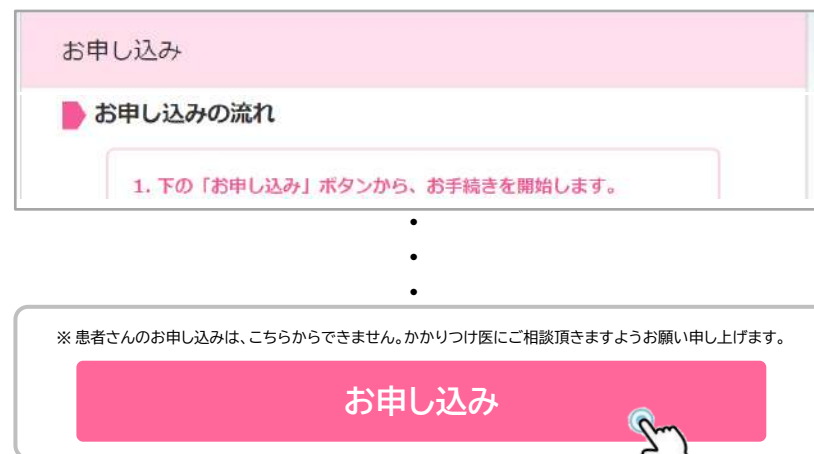 お申し込み
お申し込みの流れ
1. 下の「お申し込み」ボタンから、お手続きを開始します。
※ 患者さんのお申し込みは、こちらからできません。かかりつけ医にご相談頂きますようお願い申し上げます。
お申し込み